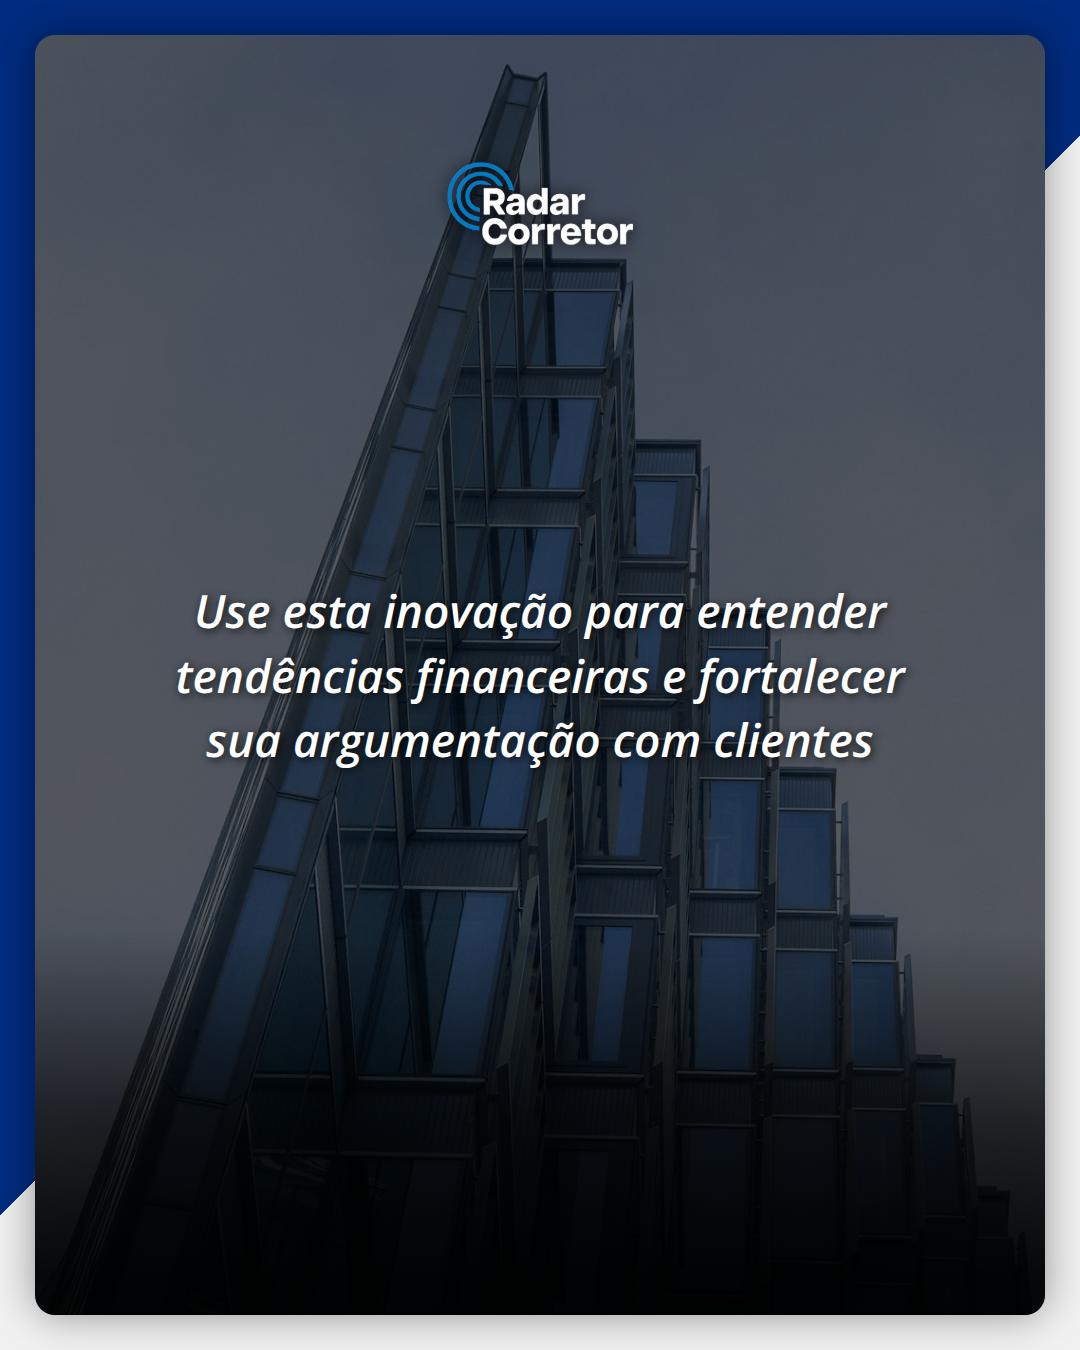 Radar
Corretor
Use esta inovação para entender
tendências financeiras e fortalecer
sua argumentação com clientes